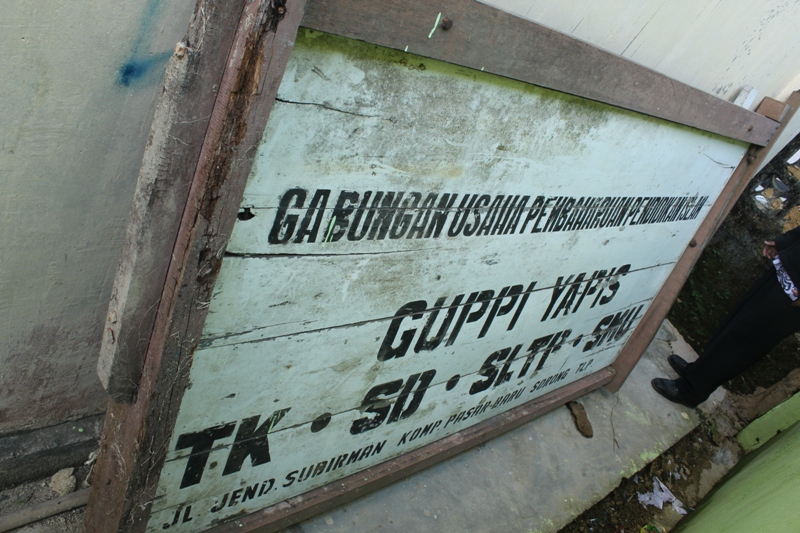 GABUNGAN USAHA PEMBAHARUAN PENDIDIKAN ISLAM
GUPPI YAPIS
TK • SD • SLTP • SMU
JL. JEND. SUDIRMAN KOMP. PASAR-BARU SORONG TLP.